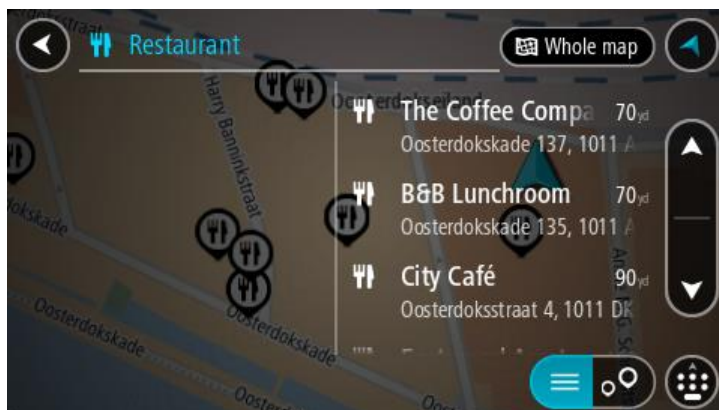 Restaurant
Whole map
Harry Banninkstraat
Oosterdokseiland
The Coffee Compa
70yd
Oosterdokskade 137, 1011 A
B&B Lunchroom
70yd
Oosterdokskade 135, 1011 A
City Café
90yd
Oosterdoksstraat 4, 1011 DK
okskade
Oosterdokskade
Oosterdokskade